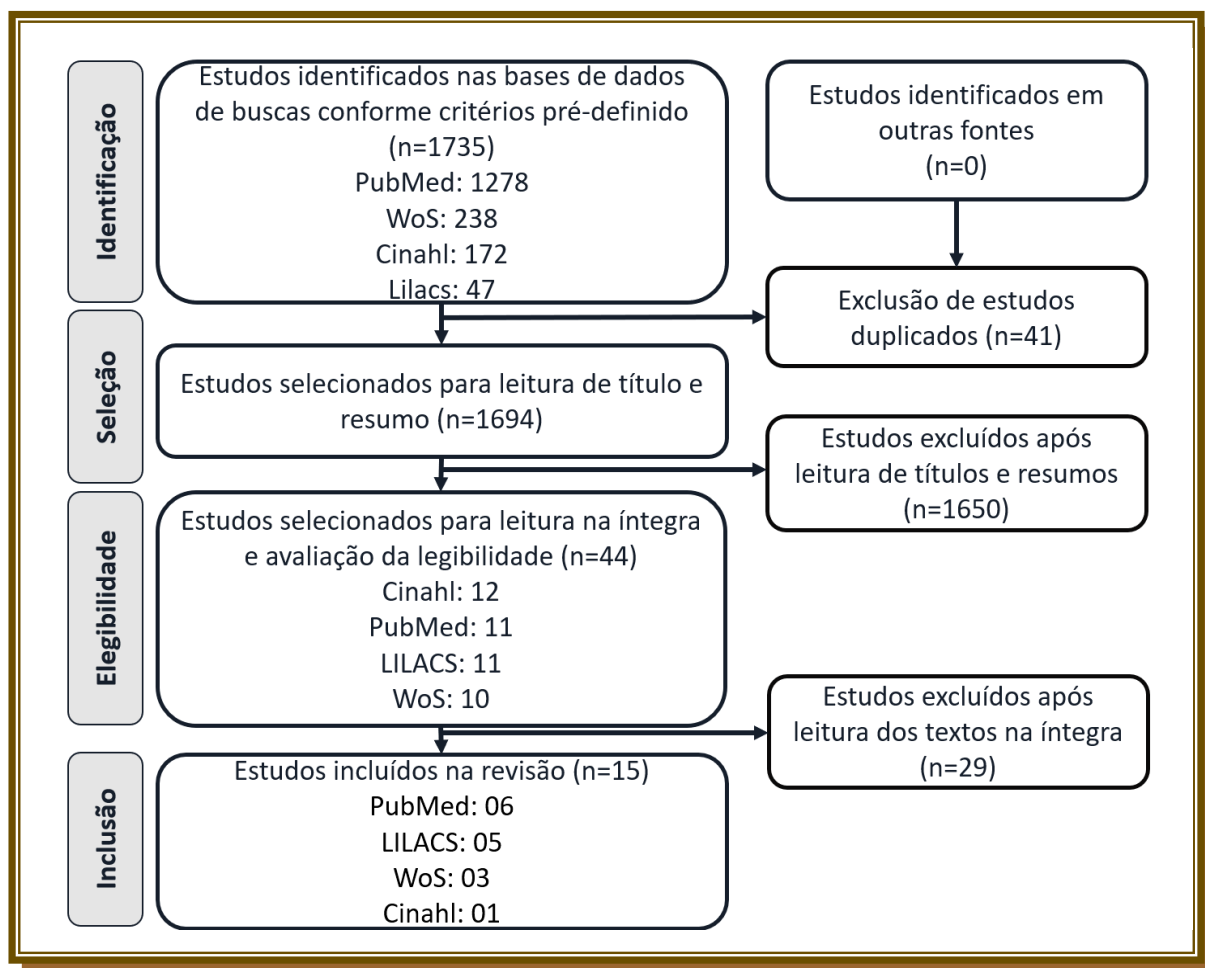 Identificação
Estudos identificados nas bases de dados
de buscas conforme critérios pré-definido
(n=1735)
PubMed: 1278
WoS: 238
Cinahl: 172
Lilacs: 47
Estudos identificados em
outras fontes
(n=0)
Exclusão de estudos
duplicados (n=41)
Seleção
Estudos selecionados para leitura de título e
resumo (n=1694)
Estudos excluídos após
leitura de títulos e resumos
(n=1650)
Elegibilidade
Estudos selecionados para leitura na íntegra
e avaliação da legibilidade (n=44)
Cinahl: 12
PubMed: 11
LILACS: 11
WoS: 10
Estudos excluídos após
leitura dos textos na íntegra
(n=29)
Inclusão
Estudos incluídos na revisão (n=15)
PubMed: 06
LILACS: 05
WoS: 03
Cinahl: 01